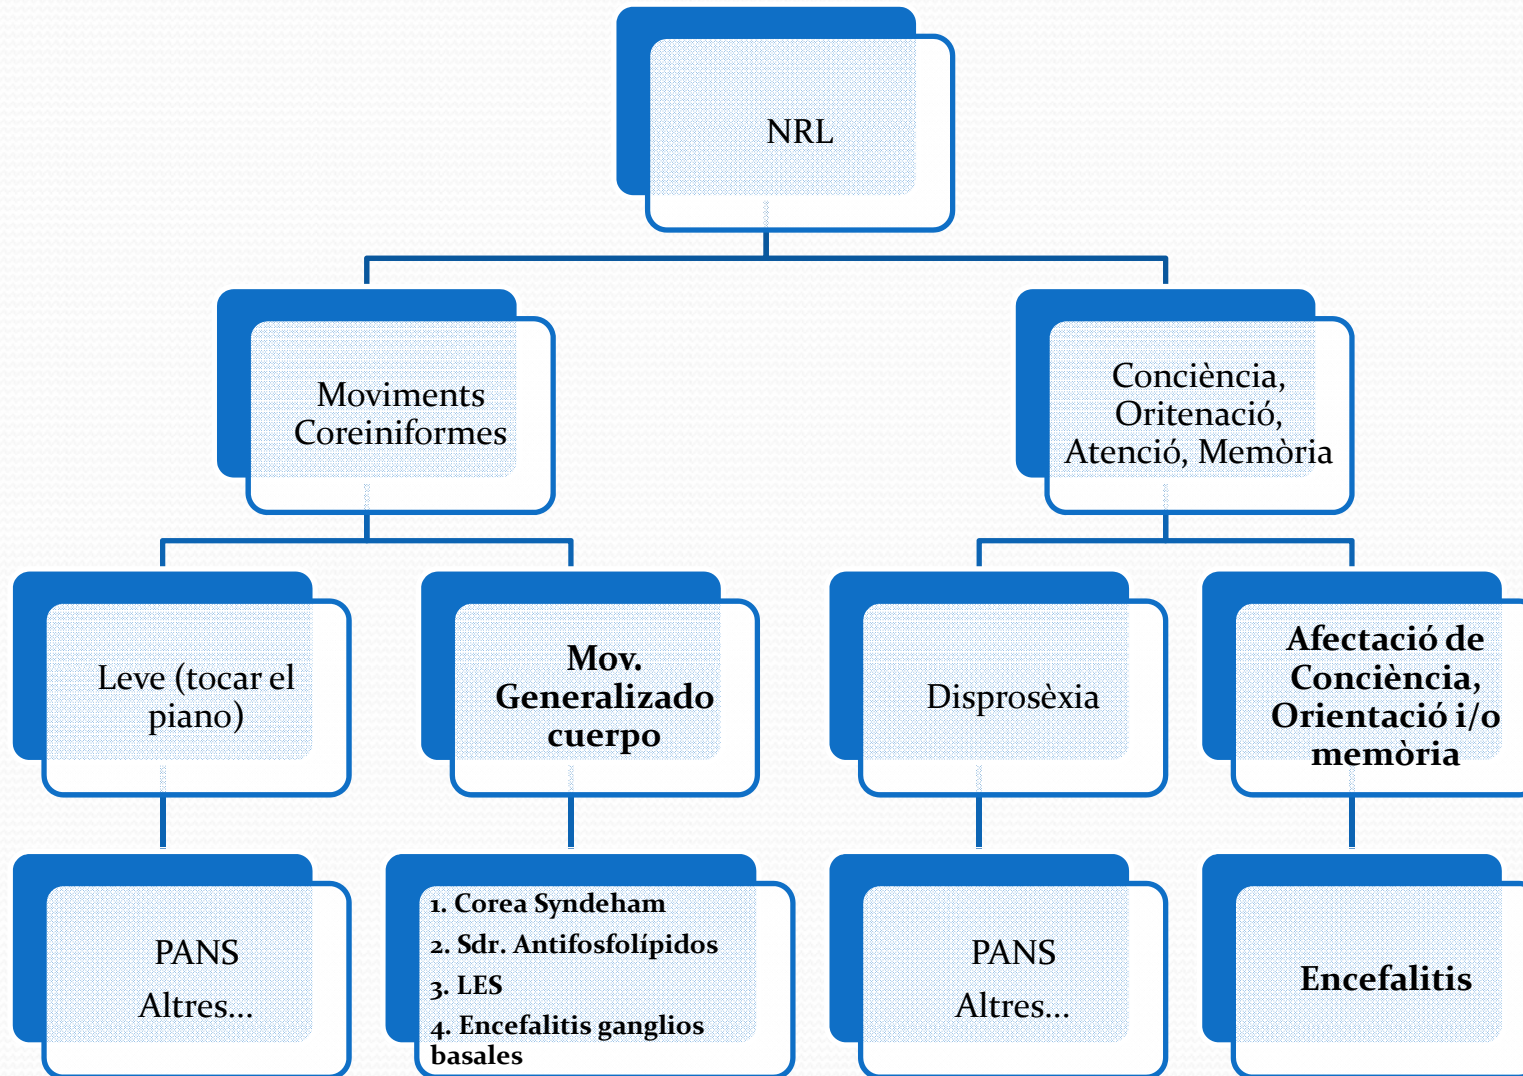 NRL
Moviments
Coreiniformes
Conciència,
Oritenació,
Atenció, Memòria
Leve (tocar el
piano)
Mov.
Generalizado
cuerpo
Disprosèxia
Afectació de
Conciència,
Orientació i/o
memòria
PANS
Altres...
1. Corea Syndeham
2. Sdr. Antifosfolípidos
3. LES
4. Encefalitis ganglios
basales
PANS
Altres...
Encefalitis